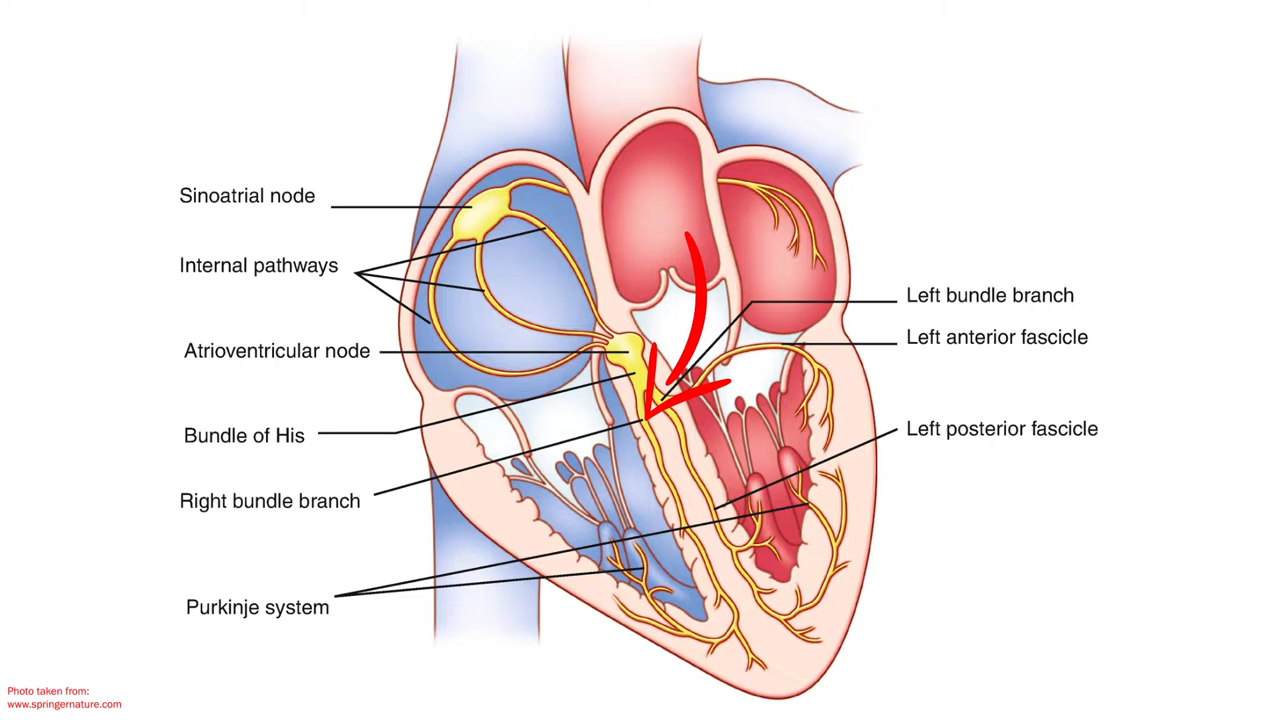 Sinoatrial node
Internal pathways
Atrioventricular node
Bundle of His
Right bundle branch
Purkinje system
Left bundle branch
Left anterior fascicle
Left posterior fascicle
Photo taken from:
www.springernature.com